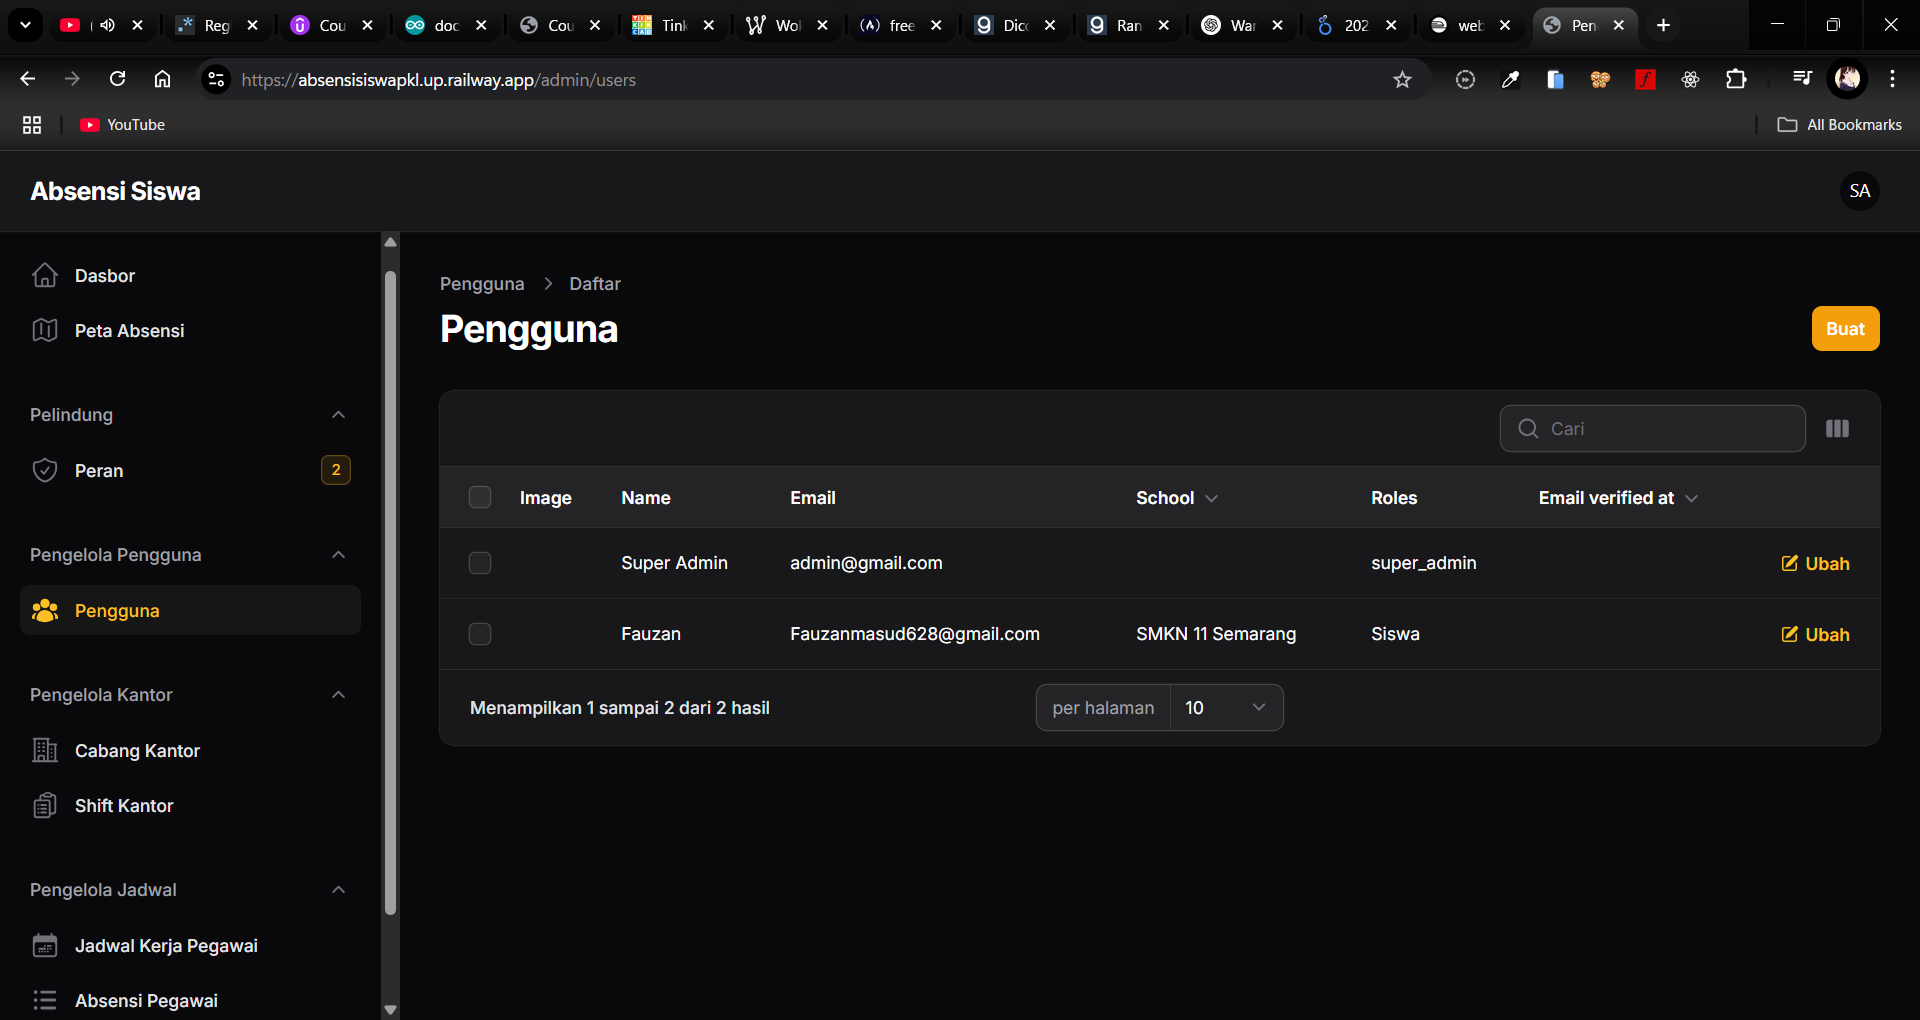 Reg
Cou
doc
Cou
Tink
Wok
free
Dicc
Ran
War
202
web
Pen
https://absensisiswapkl.up.railway.app/admin/users
YouTube
All Bookmarks
Absensi Siswa
SA
Dasbor
Peta Absensi
Pelindung
Peran
2
Pengelola Pengguna
Pengguna
Pengelola Kantor
Cabang Kantor
Shift Kantor
Pengelola Jadwal
Jadwal Kerja Pegawai
Absensi Pegawai
Pengguna > Daftar
Pengguna
Buat
Cari
Image Name Email School Roles Email verified at
Super Admin admin@gmail.com super_admin Ubah
Fauzan Fauzanmasud628@gmail.com SMKN 11 Semarang Siswa Ubah
Menampilkan 1 sampai 2 dari 2 hasil
per halaman 10